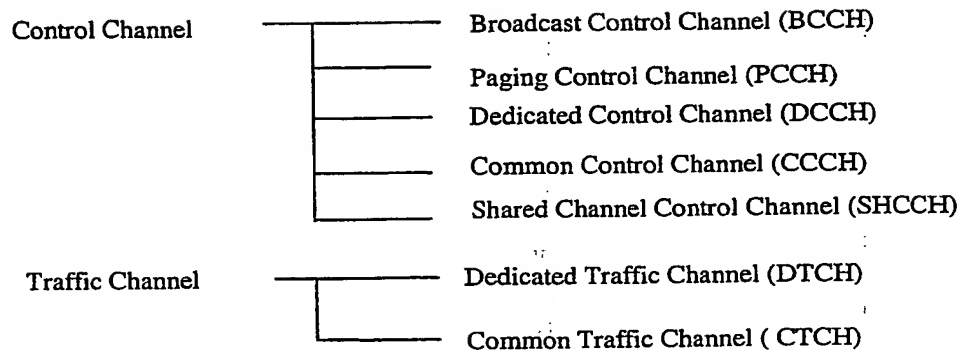 Control Channel
Broadcast Control Channel (BCCH)
Paging Control Channel (PCCH)
Dedicated Control Channel (DCCH)
Common Control Channel (CCCH)
Shared Channel Control Channel (SHCCH)
Traffic Channel
Dedicated Traffic Channel (DTCH)
Common Traffic Channel ( CTCH)